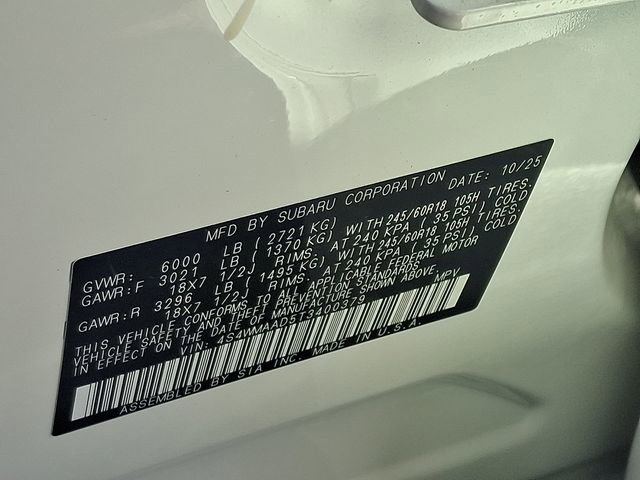 MFD BY SUBARU CORPORATION DATE: 10/25
GVWR: 6000 LB ( 2721 KG)
GAWR:F 3021 LB ( 1370 KG) WITH 245/60R18 105H TIRES.
18X7 1/2J RIMS. AT 240 KPA ( 35 PSI) COLD
GAWR:R 3296 LB ( 1495 KG) WITH 245/60R18 105H TIRES.
18X7 1/2J RIMS. AT 240 KPA ( 35 PSI) COLD.
THIS VEHICLE CONFORMS TO ALL APPLICABLE FEDERAL MOTOR
VEHICLE SAFETY AND THEFT PREVENTION STANDARDS
IN EFFECT ON THE DATE OF MANUFACTURE SHOWN ABOVE.
VIN: MPV
ASSEMBLED BY SIA INC. MADE IN U.S.A.